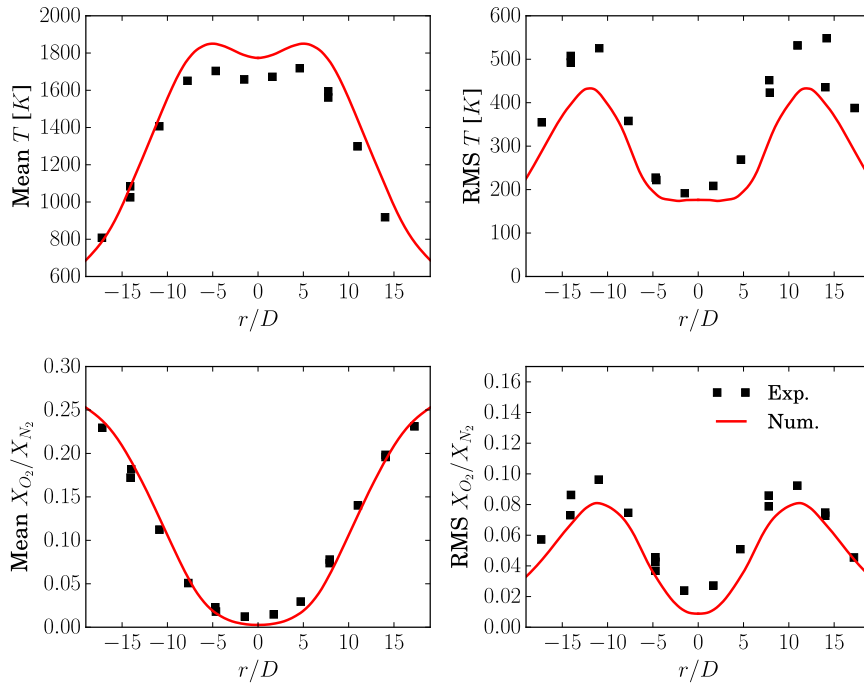 2000
1800
1600
1400
1200
1000
800
600
Mean T [K]
−15 −10 −5 0 5 10 15
r/D
600
500
400
300
200
100
0
RMS T [K]
−15 −10 −5 0 5 10 15
r/D
0.30
0.25
0.20
0.15
0.10
0.05
0.00
Mean X_{O_2}/X_{N_2}
−15 −10 −5 0 5 10 15
r/D
0.16
0.14
0.12
0.10
0.08
0.06
0.04
0.02
0.00
RMS X_{O_2}/X_{N_2}
Exp.
Num.
−15 −10 −5 0 5 10 15
r/D